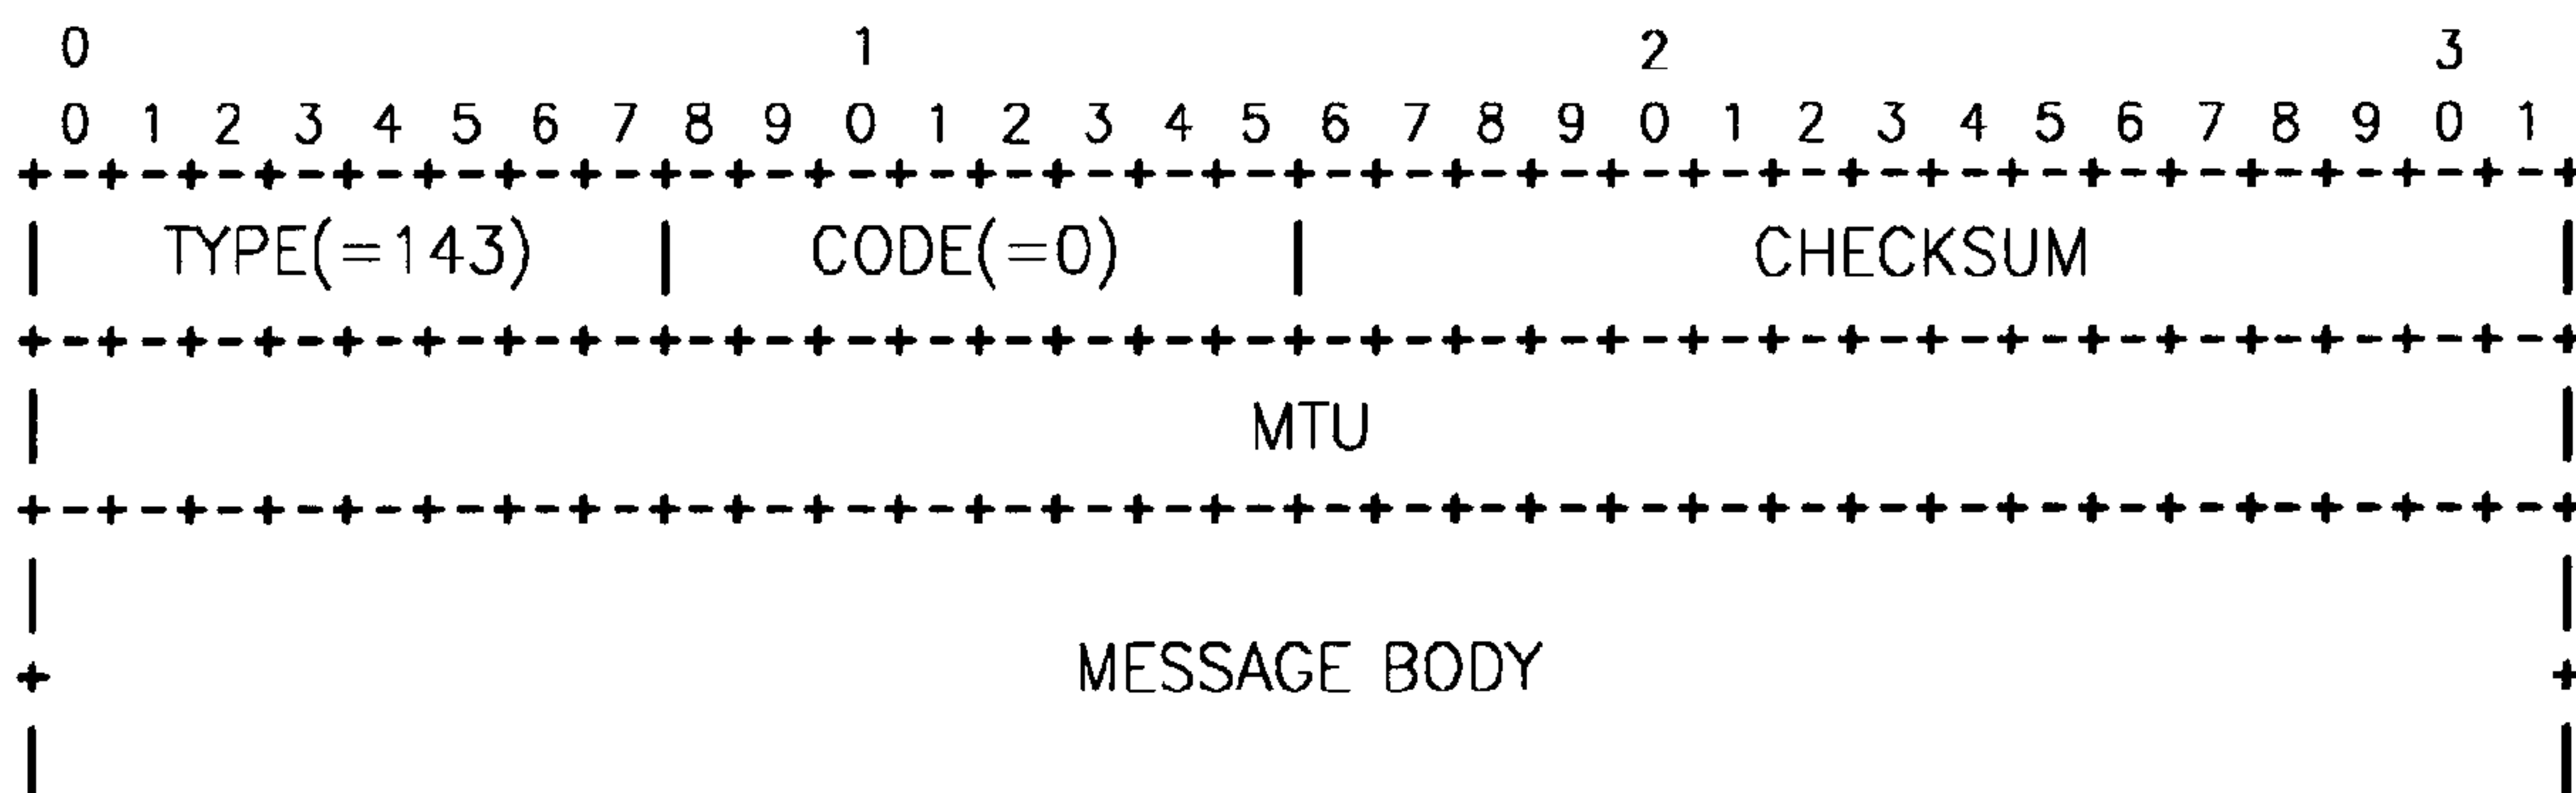 0 1 2 3
0 1 2 3 4 5 6 7 8 9 0 1 2 3 4 5 6 7 8 9 0 1 2 3 4 5 6 7 8 9 0 1
+-+-+-+-+-+-+-+-+-+-+-+-+-+-+-+-+-+-+-+-+-+-+-+-+-+-+-+-+-+-+-+-+
| TYPE(=143) | CODE(=0) | CHECKSUM |
+-+-+-+-+-+-+-+-+-+-+-+-+-+-+-+-+-+-+-+-+-+-+-+-+-+-+-+-+-+-+-+-+
| MTU |
+-+-+-+-+-+-+-+-+-+-+-+-+-+-+-+-+-+-+-+-+-+-+-+-+-+-+-+-+-+-+-+-+
| |
+ MESSAGE BODY +
| |